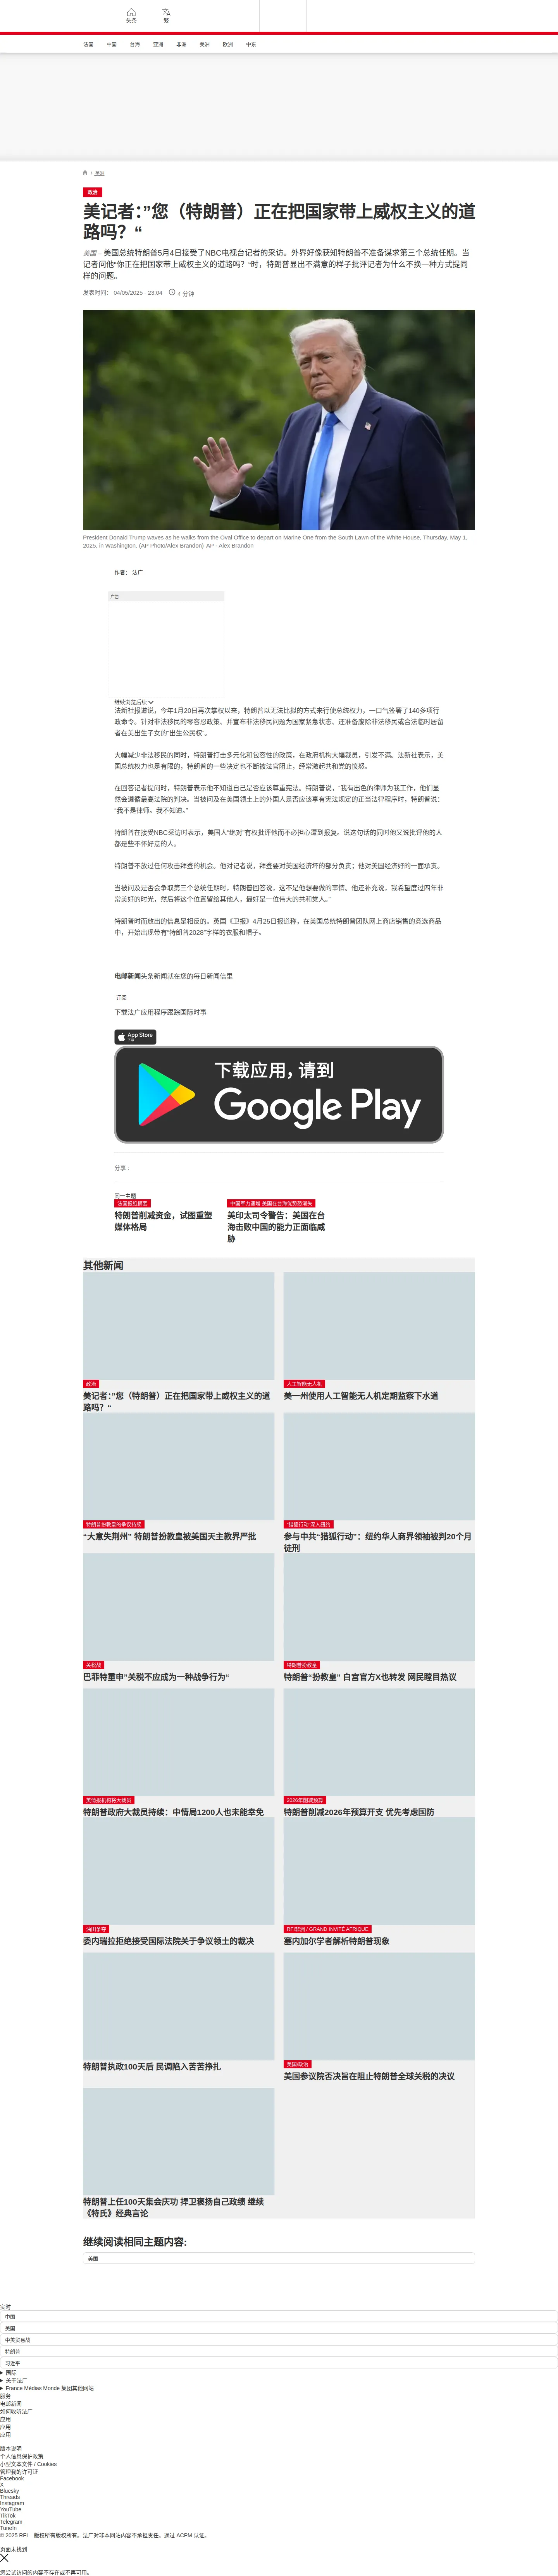 头条
繁
法国 中国 台海 亚洲 非洲 美洲 欧洲 中东
/ 美洲
政治
美记者：”您（特朗普）正在把国家带上威权主义的道
路吗？“
美国 – 美国总统特朗普5月4日接受了NBC电视台记者的采访。外界好像获知特朗普不准备谋求第三个总统任期。当
记者问他“你正在把国家带上威权主义的道路吗？”时，特朗普显出不满意的样子批评记者为什么不换一种方式提同
样的问题。
发表时间： 04/05/2025 - 23:04 4 分钟
President Donald Trump waves as he walks from the Oval Office to depart on Marine One from the South Lawn of the White House, Thursday, May 1,
2025, in Washington. (AP Photo/Alex Brandon) AP - Alex Brandon
作者： 法广
广告
继续浏览后续
法新社报道说，今年1月20日再次掌权以来，特朗普以无法比拟的方式来行使总统权力，一口气签署了140多项行
政命令。针对非法移民的零容忍政策、并宣布非法移民问题为国家紧急状态、还准备废除非法移民或合法临时居留
者在美出生子女的“出生公民权”。
大幅减少非法移民的同时，特朗普打击多元化和包容性的政策，在政府机构大幅裁员，引发不满。法新社表示，美
国总统权力也是有限的，特朗普的一些决定也不断被法官阻止，经常激起共和党的愤怒。
在回答记者提问时，特朗普表示他不知道自己是否应该尊重宪法。特朗普说，“我有出色的律师为我工作，他们显
然会遵循最高法院的判决。当被问及在美国领土上的外国人是否应该享有宪法规定的正当法律程序时，特朗普说：
“我不是律师。我不知道。”
特朗普在接受NBC采访时表示，美国人“绝对”有权批评他而不必担心遭到报复。说这句话的同时他又说批评他的人
都是些不怀好意的人。
特朗普不放过任何攻击拜登的机会。他对记者说，拜登要对美国经济坏的部分负责；他对美国经济好的一面承责。
当被问及是否会争取第三个总统任期时，特朗普回答说，这不是他想要做的事情。他还补充说，我希望度过四年非
常美好的时光，然后将这个位置留给其他人，最好是一位伟大的共和党人。”
特朗普时而放出的信息是相反的。英国《卫报》4月25日报道称，在美国总统特朗普团队网上商店销售的竞选商品
中，开始出现带有“特朗普2028”字样的衣服和帽子。
电邮新闻头条新闻就在您的每日新闻信里
订阅
下载法广应用程序跟踪国际时事
App Store
下载
下载应用，请到
Google Play
分享 :
同一主题
法国报纸摘要
特朗普削减资金，试图重塑
媒体格局
中国军力速增 美国在台海优势恐渐失
美印太司令警告：美国在台
海击败中国的能力正面临威
胁
其他新闻
政治
美记者：”您（特朗普）正在把国家带上威权主义的道
路吗？“
人工智能无人机
美一州使用人工智能无人机定期监察下水道
特朗普扮教皇的争议持续
“大意失荆州” 特朗普扮教皇被美国天主教界严批
“猎狐行动”深入纽约
参与中共“猎狐行动”：纽约华人商界领袖被判20个月
徒刑
关税战
巴菲特重申”关税不应成为一种战争行为“
特朗普扮教皇
特朗普“扮教皇” 白宫官方X也转发 网民瞠目热议
美情报机构将大裁员
特朗普政府大裁员持续：中情局1200人也未能幸免
2026年削减预算
特朗普削减2026年预算开支 优先考虑国防
油田争夺
委内瑞拉拒绝接受国际法院关于争议领土的裁决
RFI非洲 / GRAND INVITÉ AFRIQUE
塞内加尔学者解析特朗普现象
特朗普执政100天后 民调陷入苦苦挣扎
美国/政治
美国参议院否决旨在阻止特朗普全球关税的决议
特朗普上任100天集会庆功 捍卫褒扬自己政绩 继续
《特氏》经典言论
继续阅读相同主题内容:
美国
实时
中国
美国
中美贸易战
特朗普
习近平
国际
关于法广
France Médias Monde 集团其他网站
服务
电邮新闻
如何收听法广
应用
应用
应用
版本说明
个人信息保护政策
小型文本文件 / Cookies
管理我的许可证
Facebook
X
Bluesky
Threads
Instagram
YouTube
TikTok
Telegram
TuneIn
© 2025 RFI – 版权所有版权所有。法广对非本网站内容不承担责任。通过 ACPM 认证。
页面未找到
您尝试访问的内容不存在或不再可用。